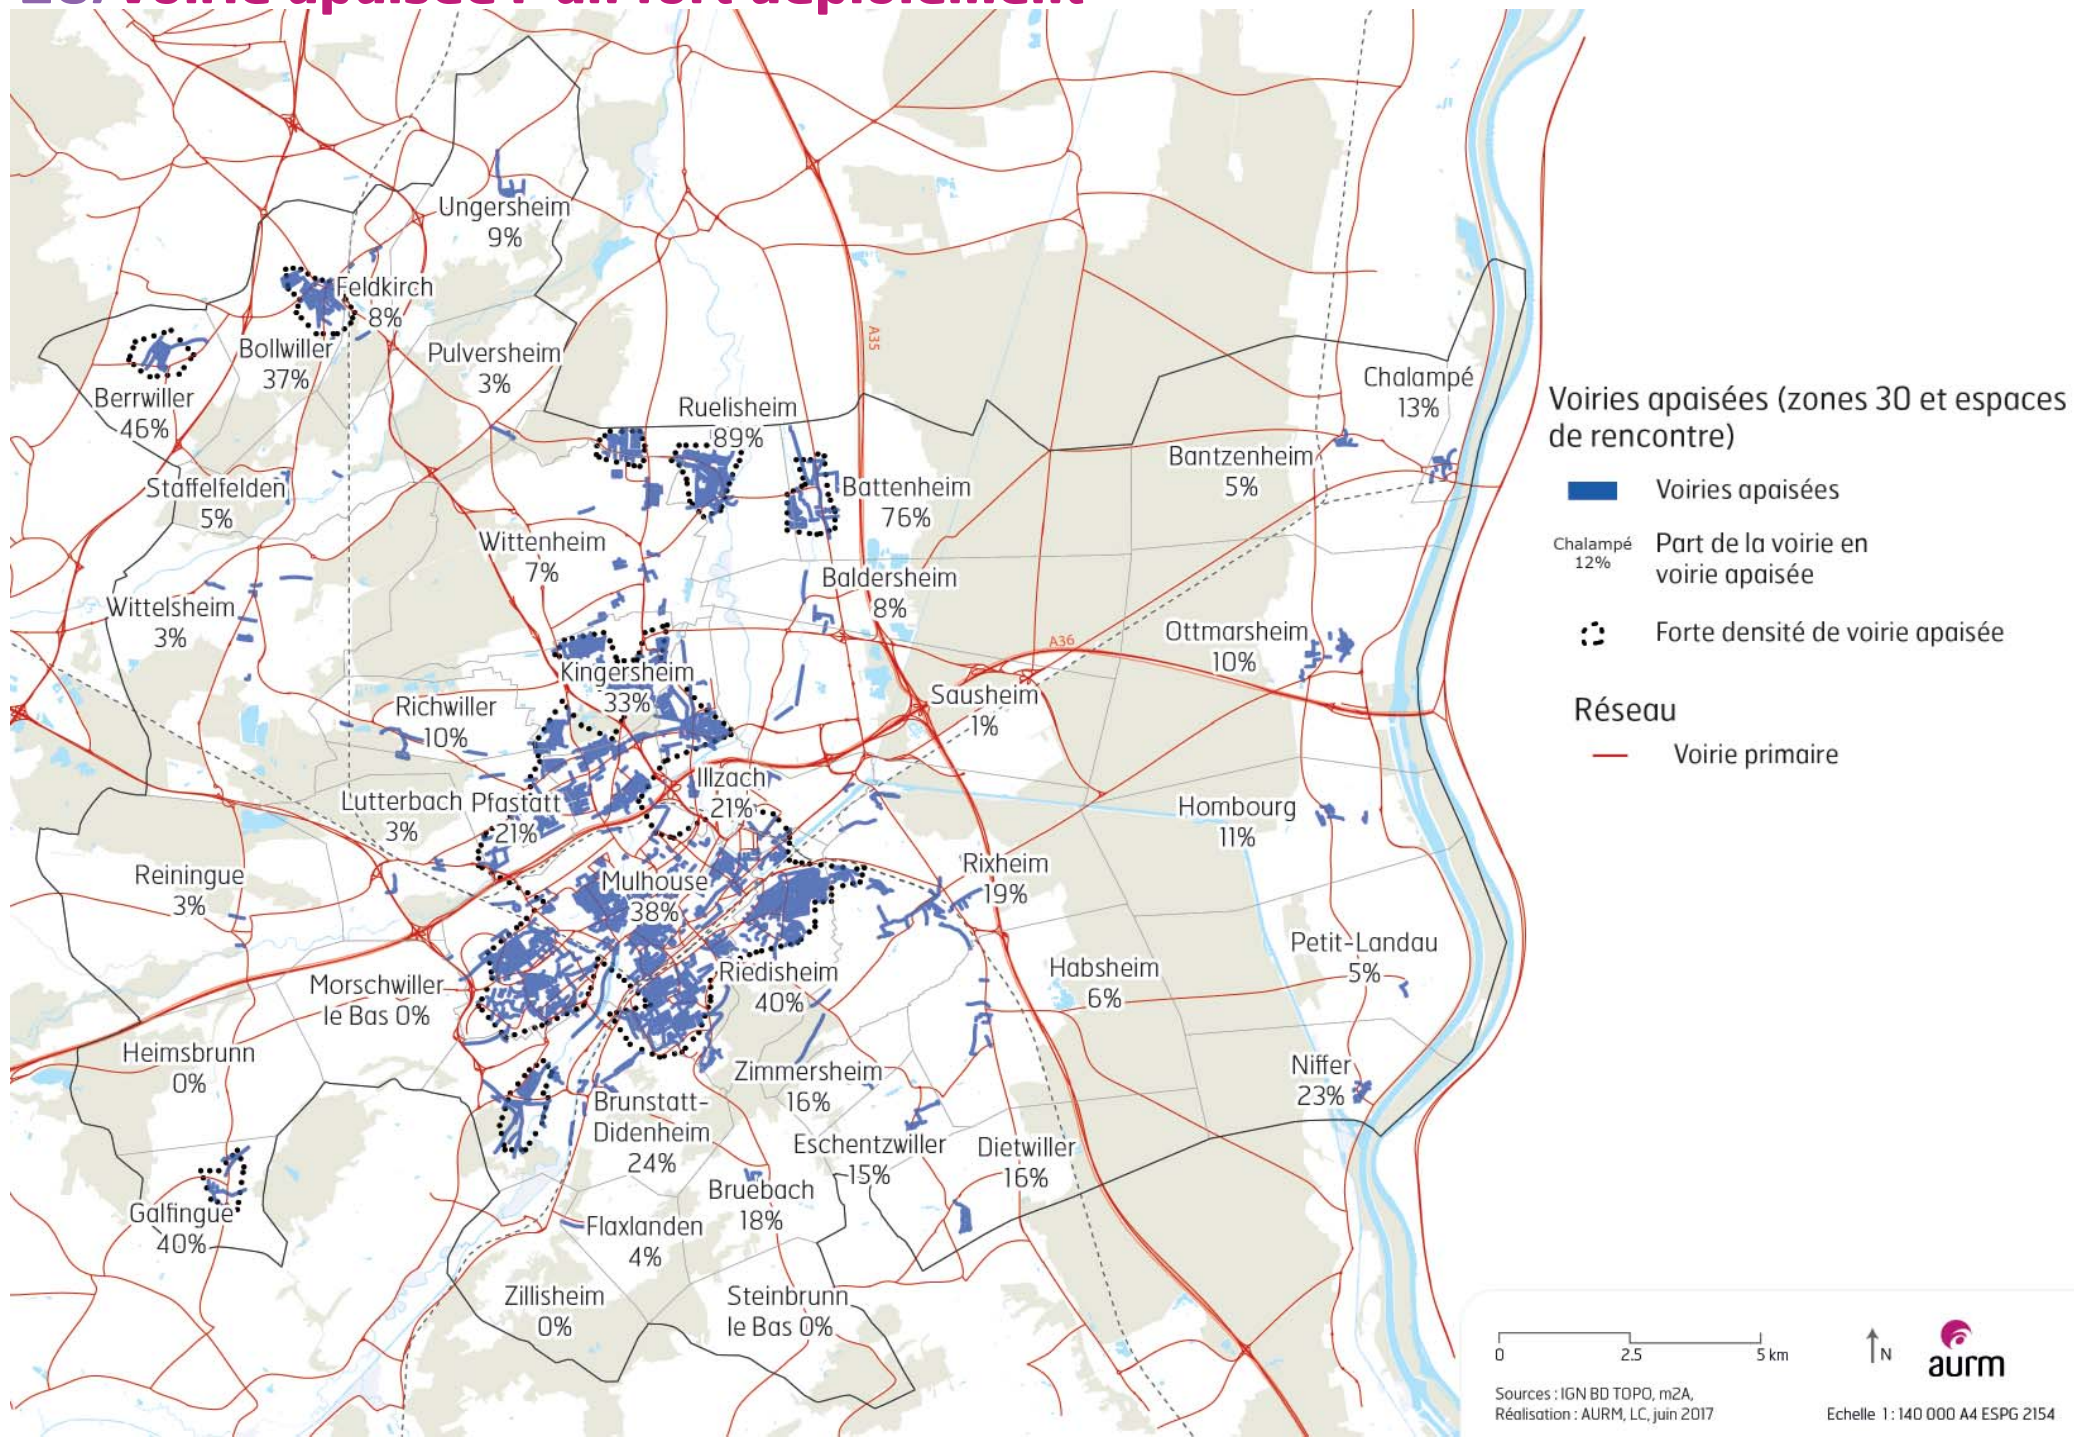 Voirie apaisée : un fort déploiement
Ungersheim
9%
Feldkirch
8%
Bollwiller
37%
Pulversheim
3%
Berrwiller
46%
Ruelisheim
89%
Chalampé
13%
Bantzenheim
5%
Staffelfelden
5%
Battenheim
76%
A35
Wittenheim
7%
Baldersheim
8%
Wittelsheim
3%
Ottmarsheim
10%
A36
Kingersheim
33%
Richwiller
10%
Sausheim
1%
Illzach
21%
Lutterbach
3%
Pfastatt
21%
Hombourg
11%
Reiningue
3%
Mulhouse
38%
Rixheim
19%
Petit-Landau
5%
Habsheim
6%
Riedisheim
40%
Morschwiller
le Bas 0%
Heimsbrunn
0%
Zimmersheim
16%
Niffer
23%
Brunstatt-
Didenheim
24%
Eschentzwiller
15%
Dietwiller
16%
Bruebach
18%
Galfingue
40%
Flaxlanden
4%
Zillisheim
0%
Steinbrunn
le Bas 0%
Voiries apaisées (zones 30 et espaces
de rencontre)
Voiries apaisées
Chalampé
12%
Part de la voirie en
voirie apaisée
Forte densité de voirie apaisée
Réseau
Voirie primaire
0 2.5 5 km
N
aurm
Sources : IGN BD TOPO, m2A,
Réalisation : AURM, LC, juin 2017
Echelle 1 : 140 000 A4 ESPG 2154